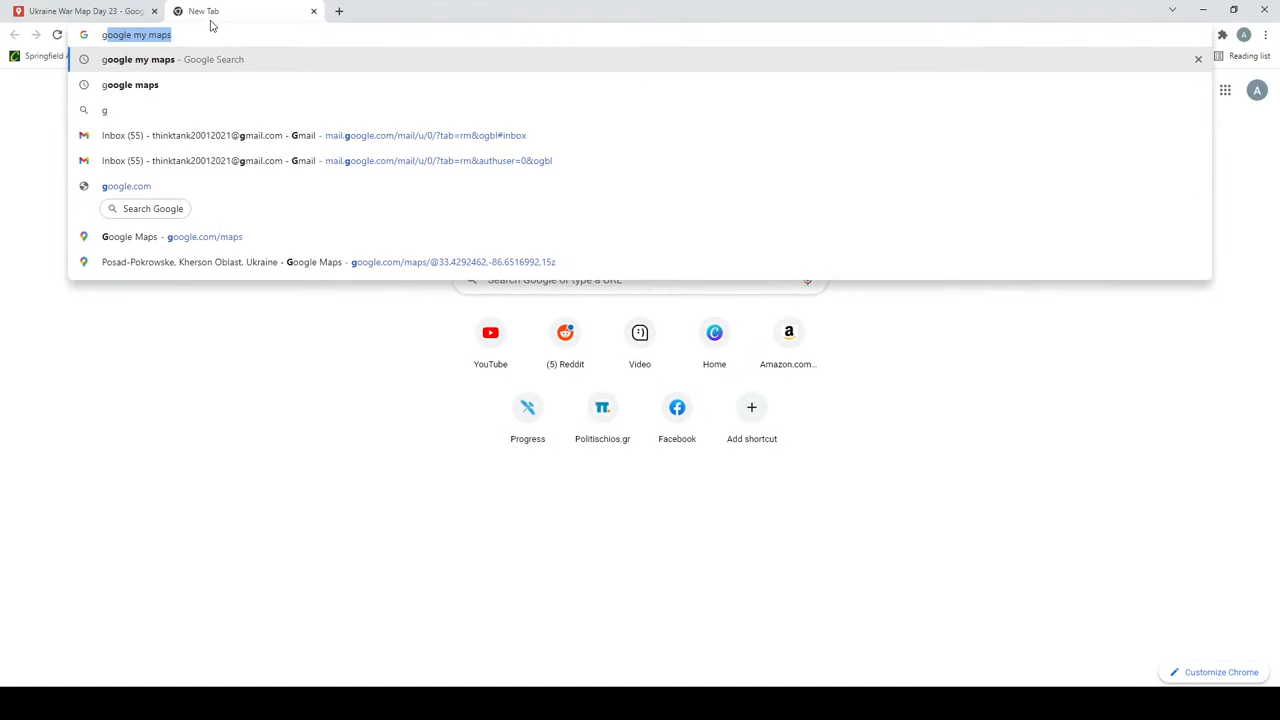 Ukraine War Map Day 23 - Goog
New Tab
google my maps
Springfield A
Reading list
google my maps - Google Search
google maps
g
Inbox (55) - thinktank20012021@gmail.com - Gmail - mail.google.com/mail/u/0/?tab=rm&ogbl#inbox
Inbox (55) - thinktank20012021@gmail.com - Gmail - mail.google.com/mail/u/0/?tab=rm&authuser=0&ogbl
google.com
Search Google
Google Maps - google.com/maps
Posad-Pokrowske, Kherson Oblast, Ukraine - Google Maps - google.com/maps/@33.4292462,-86.6516992,15z
Search Google or type a URL
YouTube
(5) Reddit
Video
Home
Amazon.com...
Progress
Politischios.gr
Facebook
Add shortcut
Customize Chrome